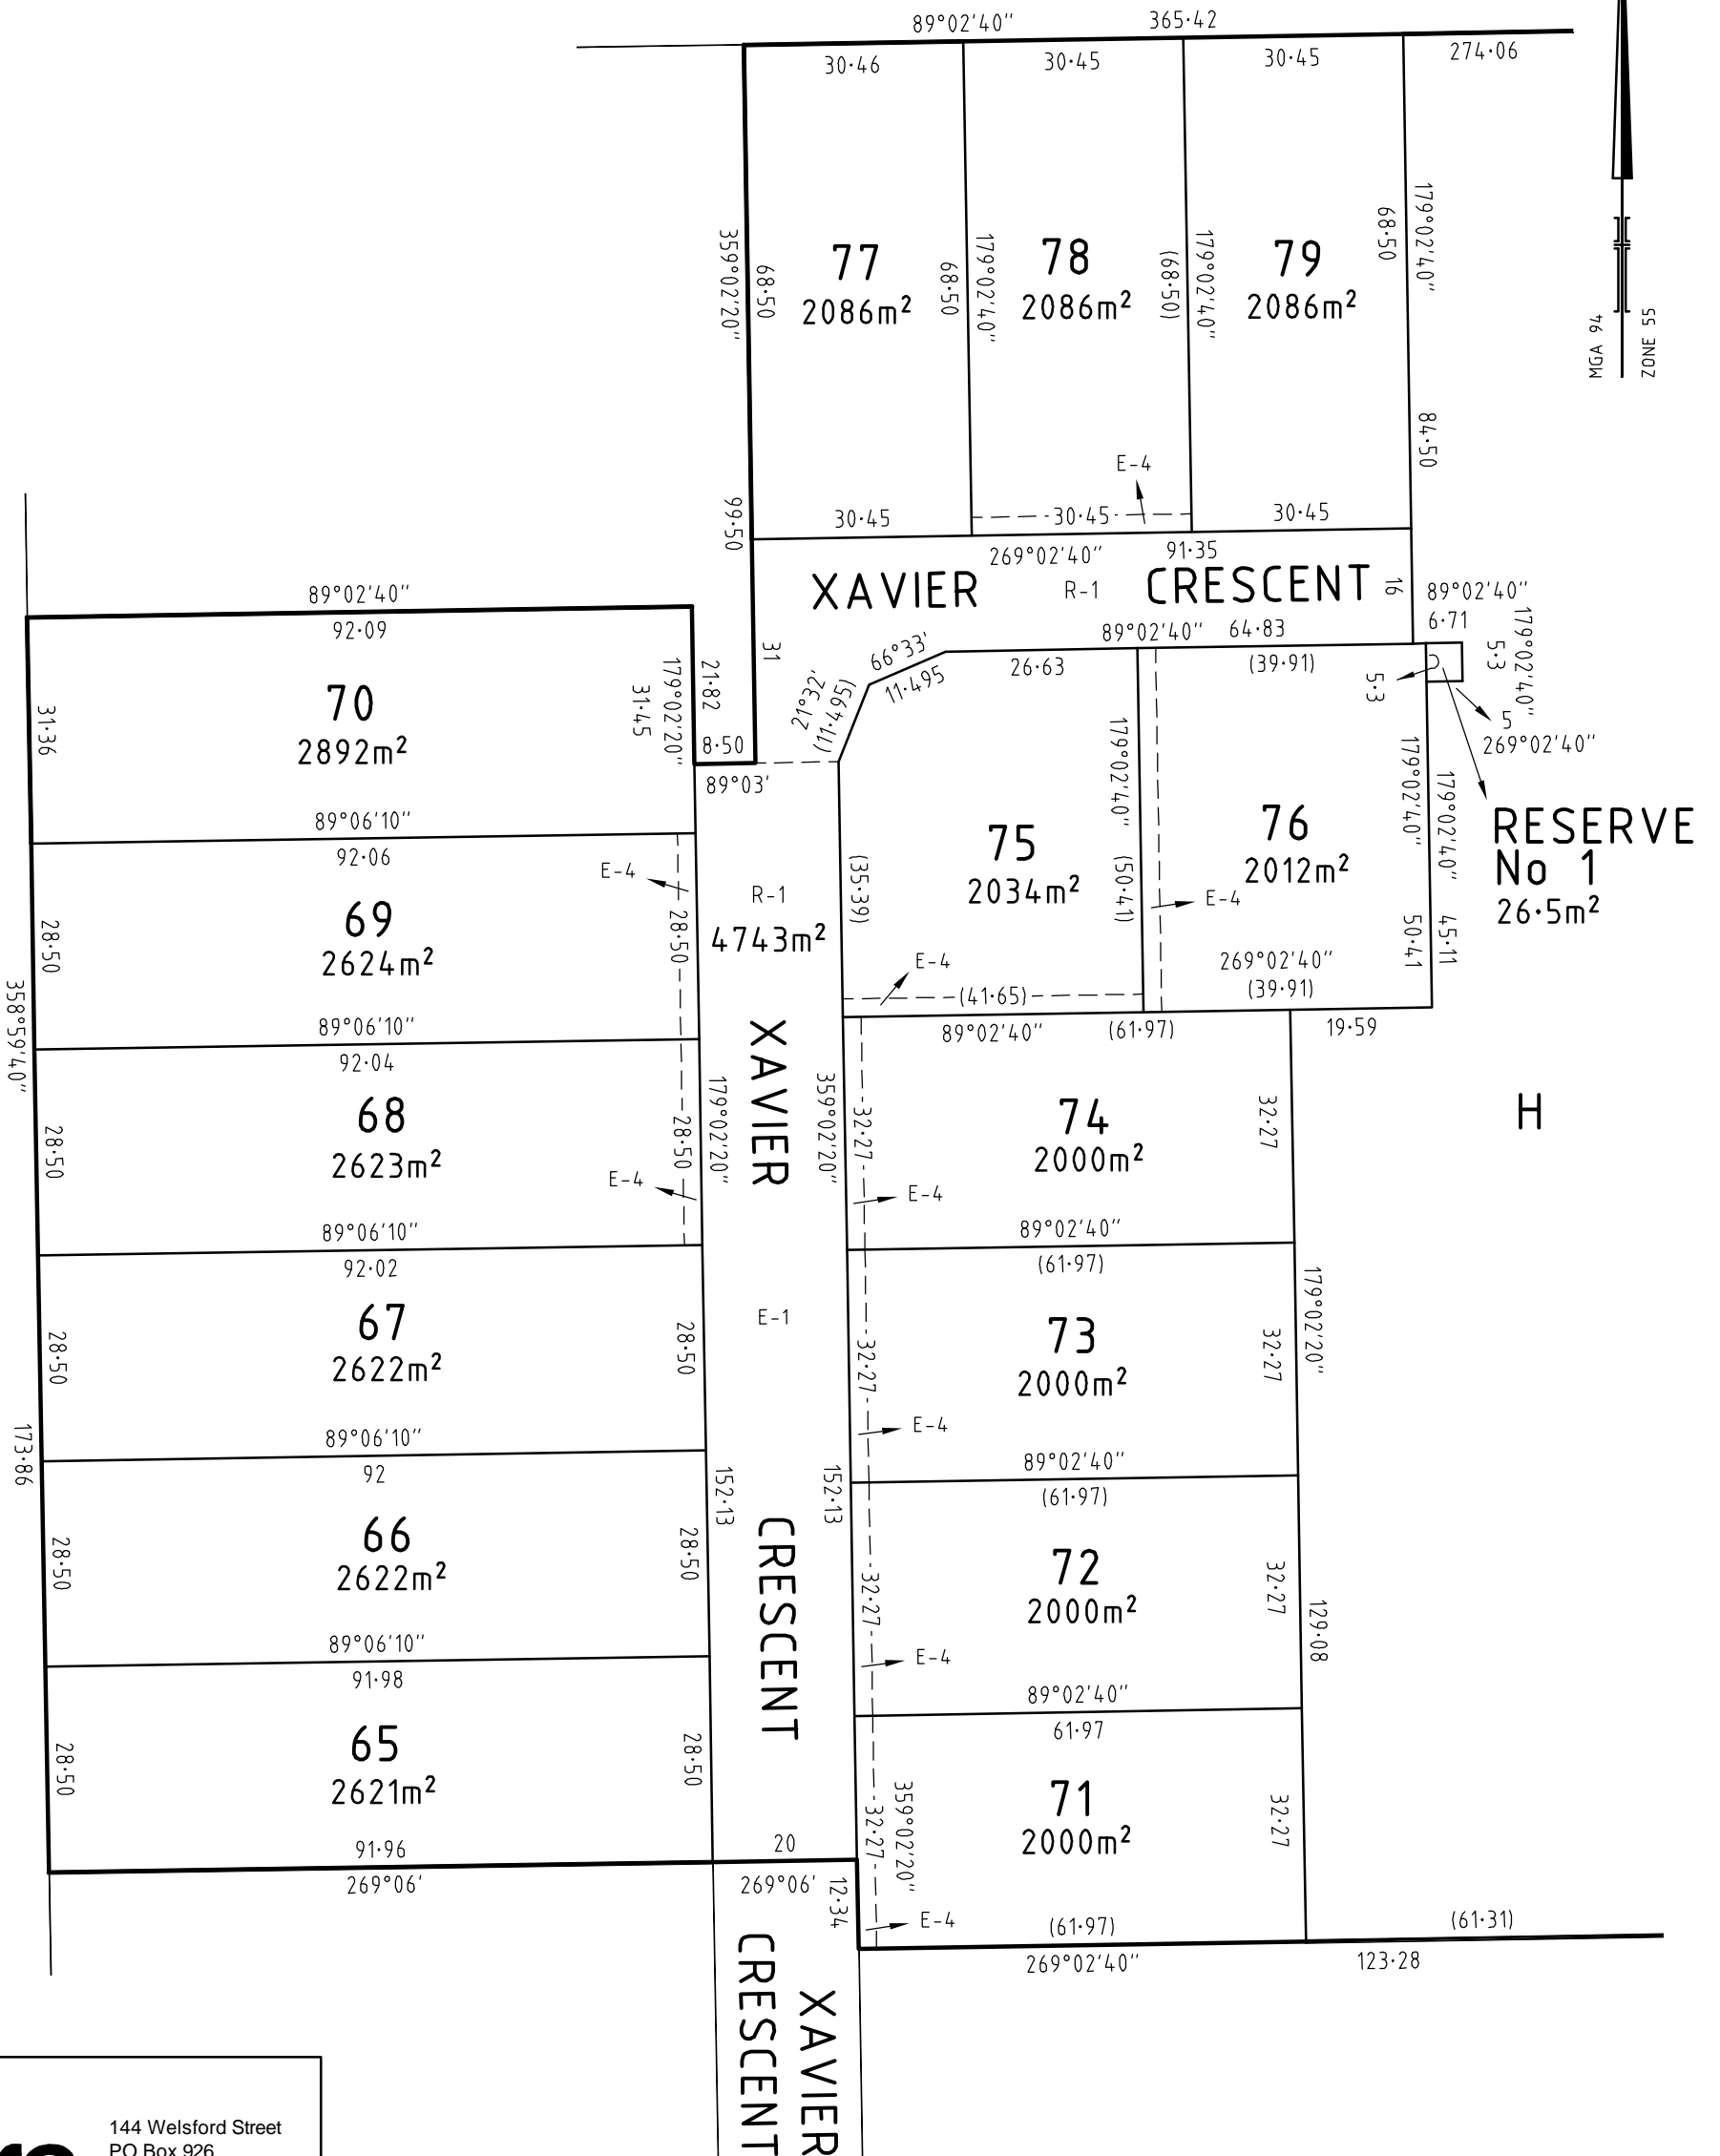 89°02'40" 365·42
30·46 30·45 30·45 274·06
359°02'20"
99·50
68·50
77
2086m²
68·50
179°02'40"
78
2086m²
(68·50)
179°02'40"
79
2086m²
68·50
179°02'40"
84·50
MGA 94
ZONE 55
E-4
30·45 30·45 30·45
269°02'40" 91·35
XAVIER R-1 CRESCENT
16
31
89°02'40" 64·83
89°02'40"
6·71
5·3
179°02'40"
5·3
5
269°02'40"
RESERVE
No 1
26·5m²
66°33'
11·495
21°32'
(11·495)
26·63
(39·91)
89°02'40"
92·09
31·36
70
2892m²
31·45
179°02'20"
21·82
8·50
89°03'
89°06'10"
92·06
E-4
28·50
69
2624m²
28·50
R-1
4743m²
(35·39)
75
2034m²
179°02'40" (50·41)
E-4
76
2012m²
E-4
179°02'40"
50·41
179°02'40" 45·11
269°02'40"
(39·91)
(41·65)
89°02'40" (61·97) 19·59
358°59'40"
173·86
89°06'10"
92·04
28·50
68
2623m²
28·50
E-4
179°02'20"
152·13
XAVIER
CRESCENT
359°02'20"
152·13
32·27
74
2000m²
32·27
E-4
H
89°06'10"
92·02
28·50
67
2622m²
28·50
E-1
89°02'40"
(61·97)
32·27
73
2000m²
32·27
179°02'20"
129·08
E-4
89°06'10"
92
28·50
66
2622m²
28·50
89°02'40"
(61·97)
32·27
72
2000m²
32·27
E-4
89°06'10"
91·98
28·50
65
2621m²
28·50
89°02'40"
61·97
32·27
359°02'20"
71
2000m²
32·27
E-4
91·96
269°06'
20
269°06'
12·34
(61·97) (61·31)
269°02'40" 123·28
XAVIER
CRESCENT
144 Welsford Street
PO Box 926